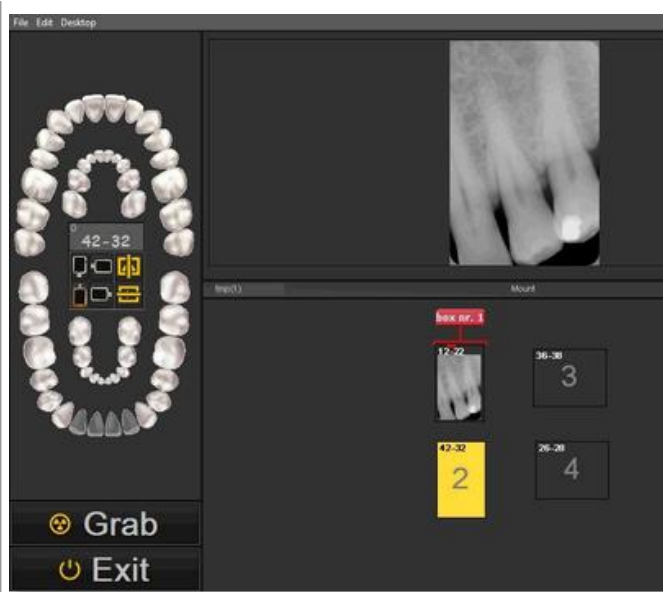 File Edit Desktop
D
42-32
tmp(1) Mount
box nr. 1
12-22
36-38
3
42-32
2
26-28
4
Grab
Exit